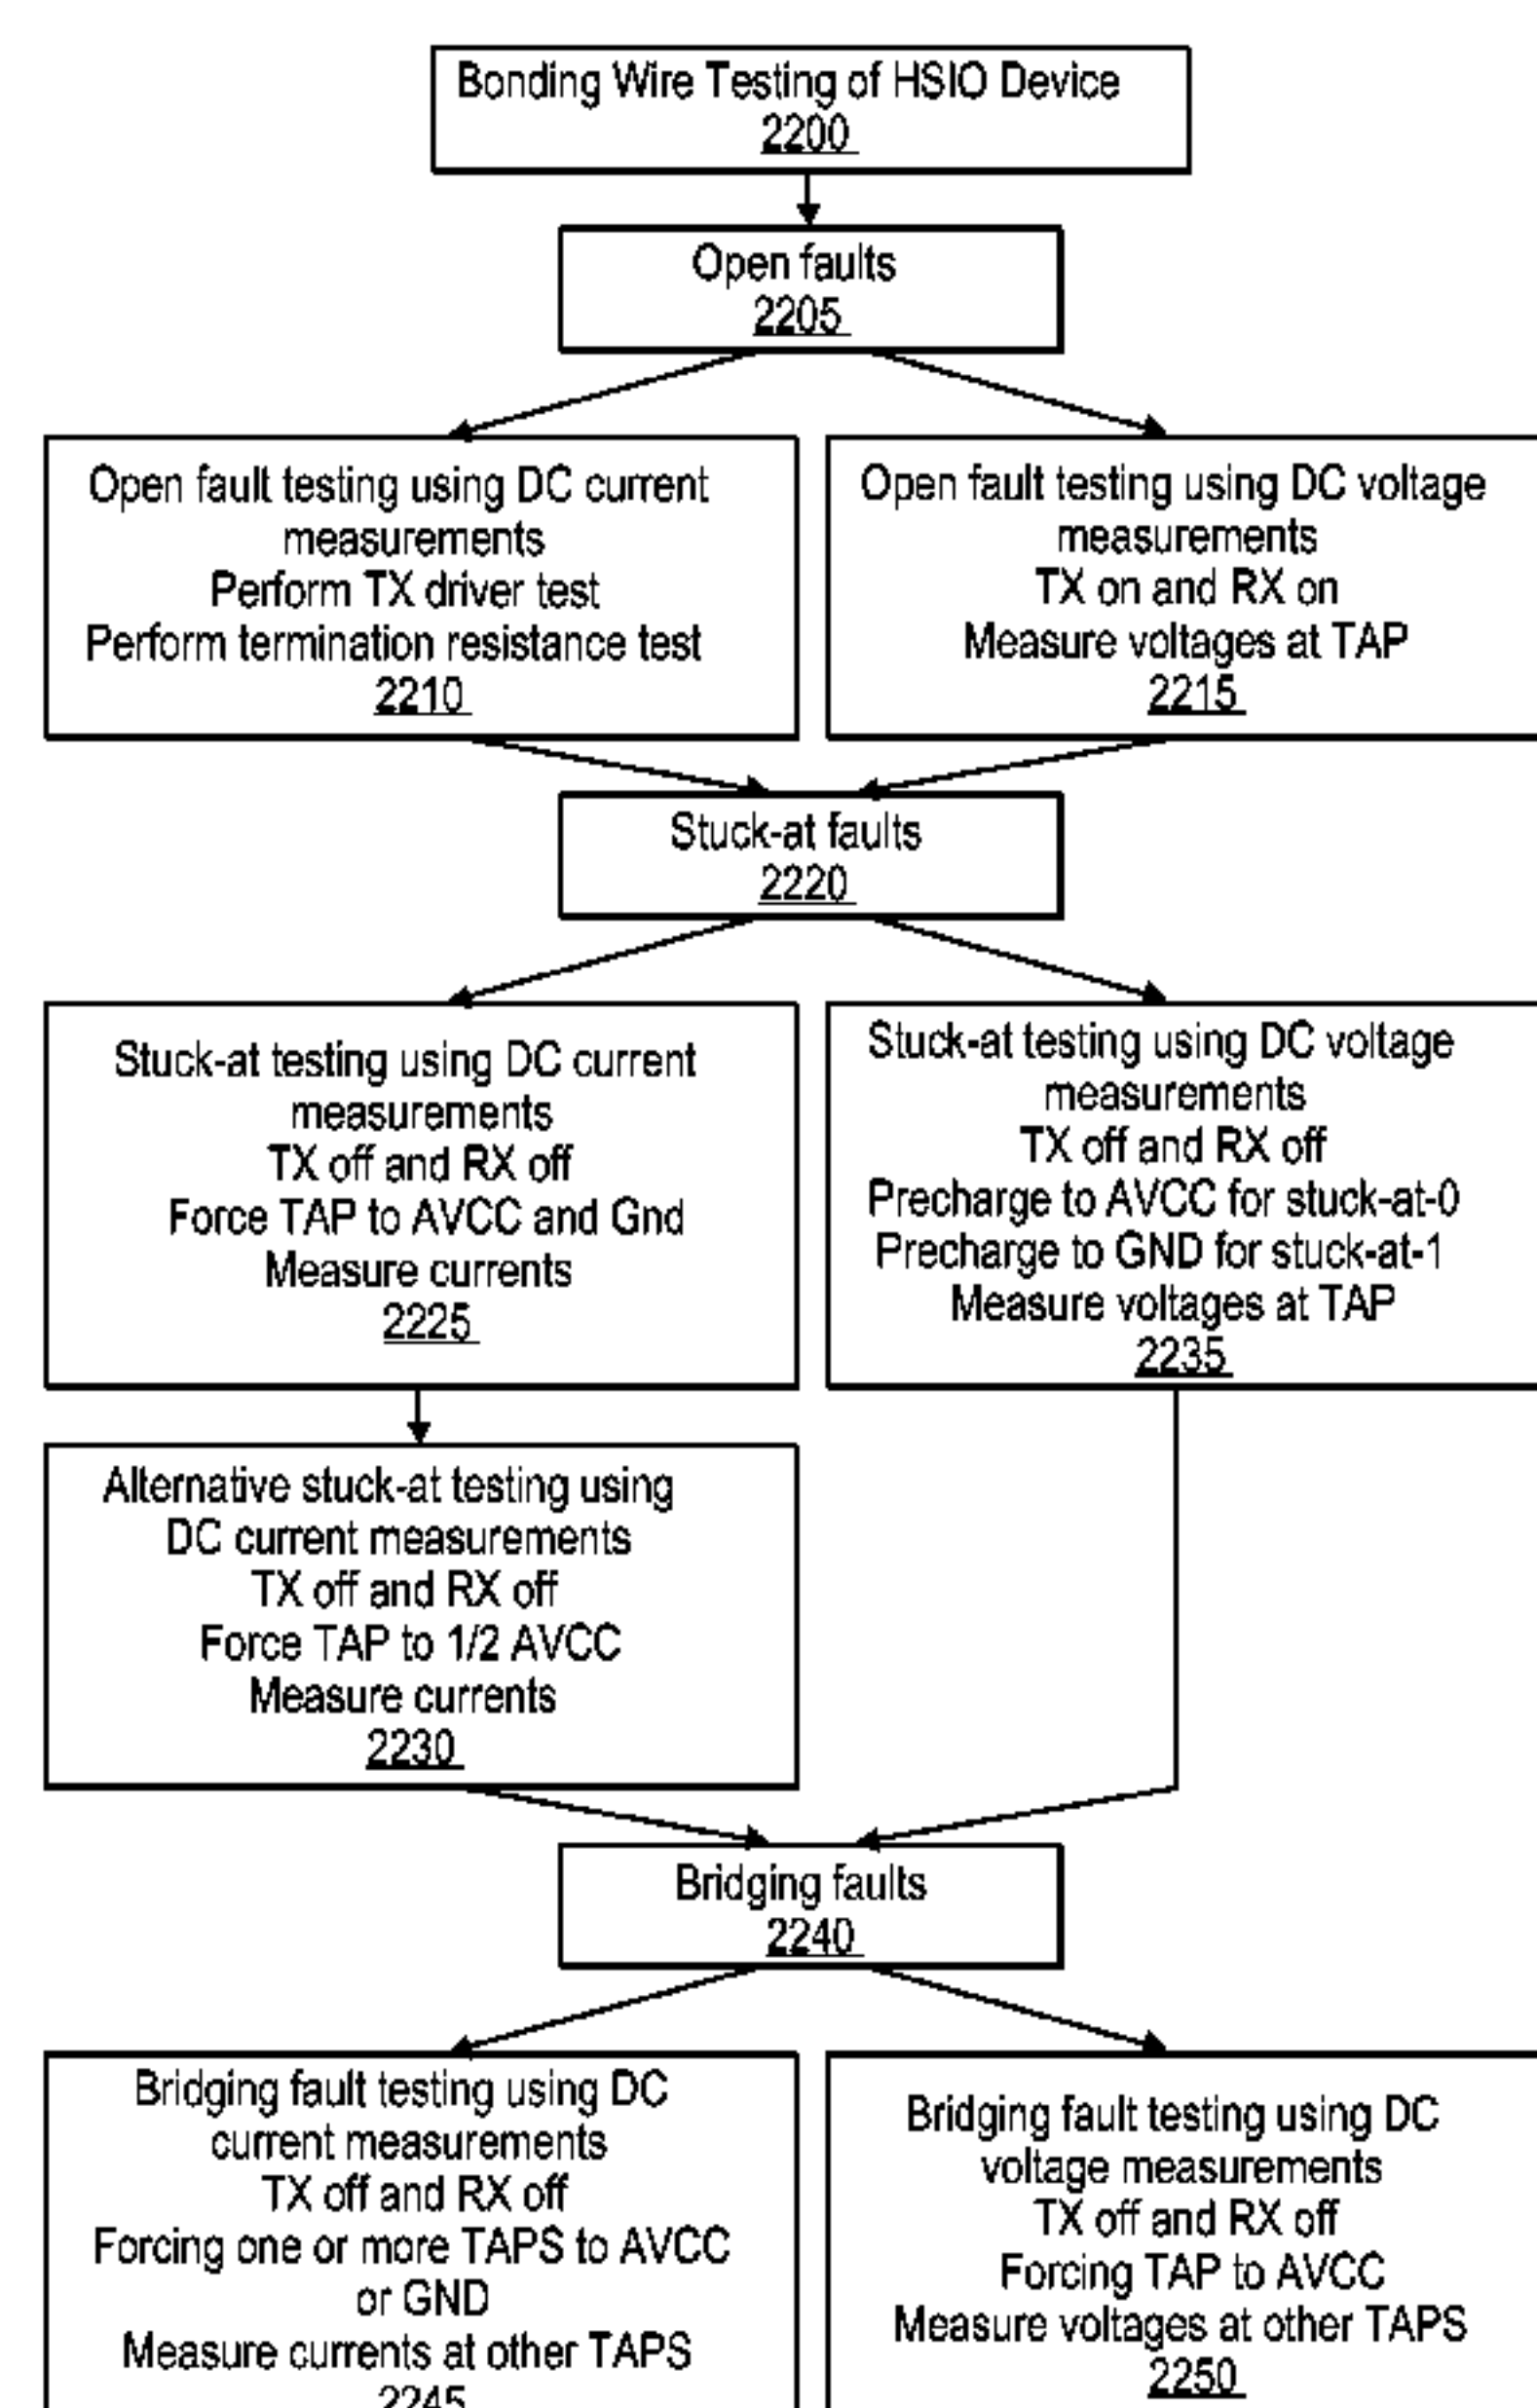 Bonding Wire Testing of HSIO Device
2200
Open faults
2205
Open fault testing using DC current
measurements
Perform TX driver test
Perform termination resistance test
2210
Open fault testing using DC voltage
measurements
TX on and RX on
Measure voltages at TAP
2215
Stuck-at faults
2220
Stuck-at testing using DC current
measurements
TX off and RX off
Force TAP to AVCC and Gnd
Measure currents
2225
Stuck-at testing using DC voltage
measurements
TX off and RX off
Precharge to AVCC for stuck-at-0
Precharge to GND for stuck-at-1
Measure voltages at TAP
2235
Alternative stuck-at testing using
DC current measurements
TX off and RX off
Force TAP to 1/2 AVCC
Measure currents
2230
Bridging faults
2240
Bridging fault testing using DC
current measurements
TX off and RX off
Forcing one or more TAPS to AVCC
or GND
Measure currents at other TAPS
2245
Bridging fault testing using DC
voltage measurements
TX off and RX off
Forcing TAP to AVCC
Measure voltages at other TAPS
2250